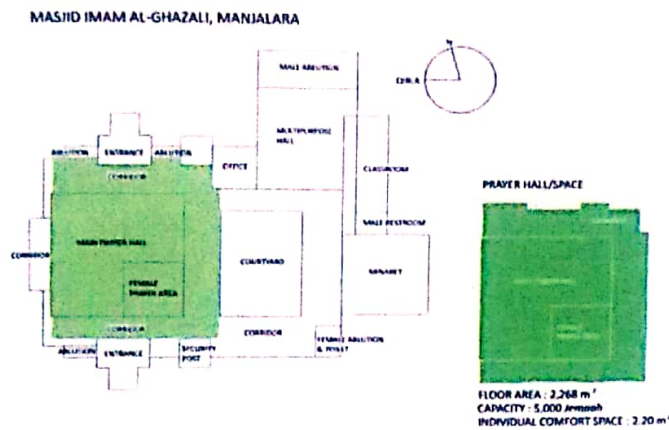 MASJID IMAM AL-GHAZALI, MANJALARA
N
QIBLA
MALE ABLUTION
MULTIPURPOSE
HALL
ABLUTION
ENTRANCE
ABLUTION
OFFICE
CORRIDOR
CLASSROOM
MAIN PRAYER HALL
MALE RESTROOM
CORRIDOR
COURTYARD
MINARET
FEMALE
PRAYER AREA
CORRIDOR
CORRIDOR
ABLUTION
ENTRANCE
SECURITY
POST
FEMALE ABLUTION
& TOILET
PRAYER HALL/SPACE
FLOOR AREA : 2,268 m²
CAPACITY : 5,000 Jemaah
INDIVIDUAL COMFORT SPACE : 2.20 m²